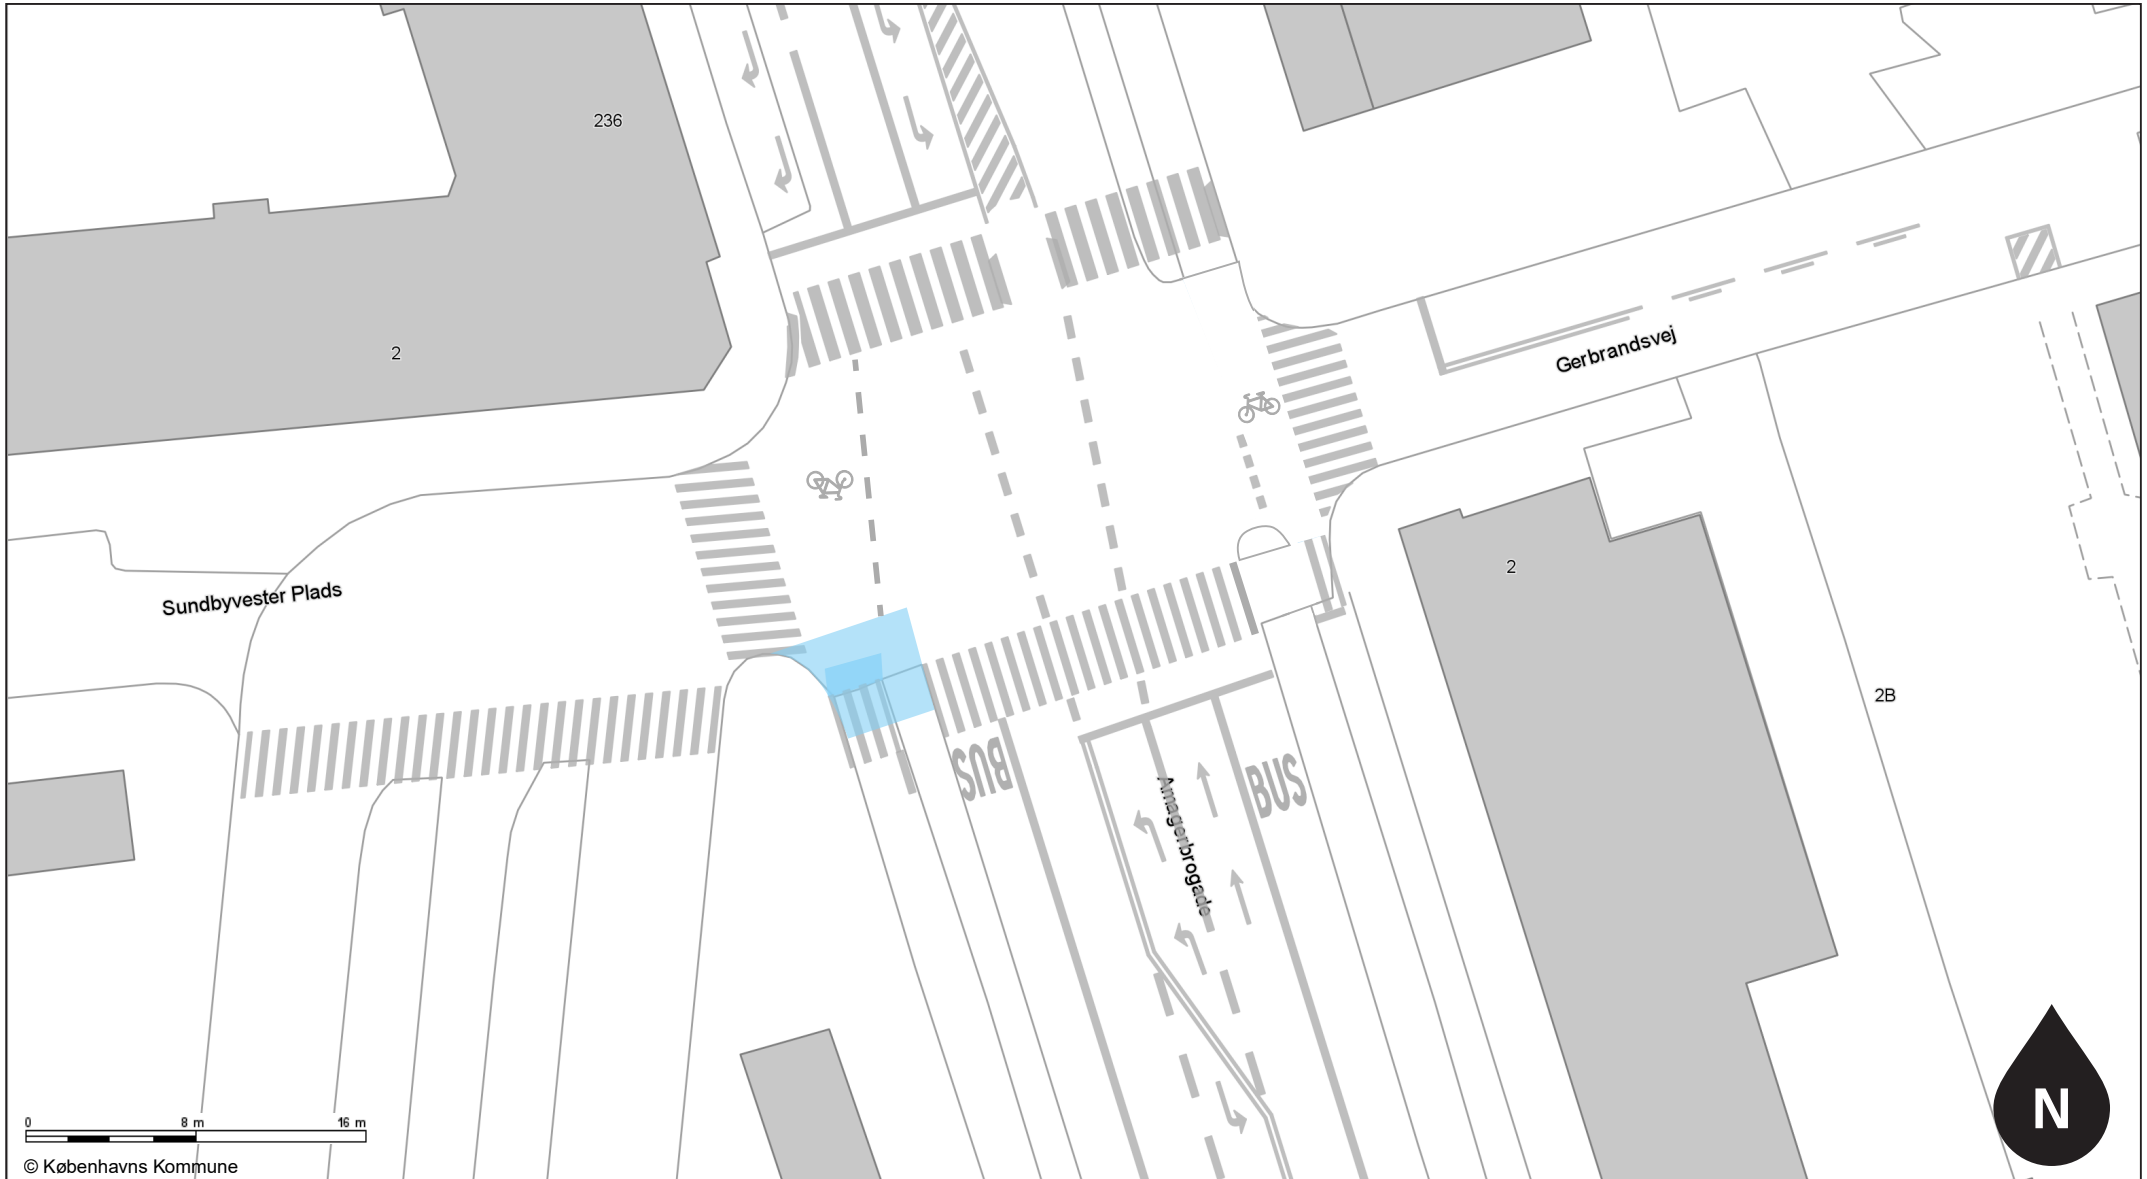 236
2
Gerbrandsvej
2
Sundbyvester Plads
2B
BUS
BUS
Amagerbrogade
N
0 8 m 16 m
© Københavns Kommune